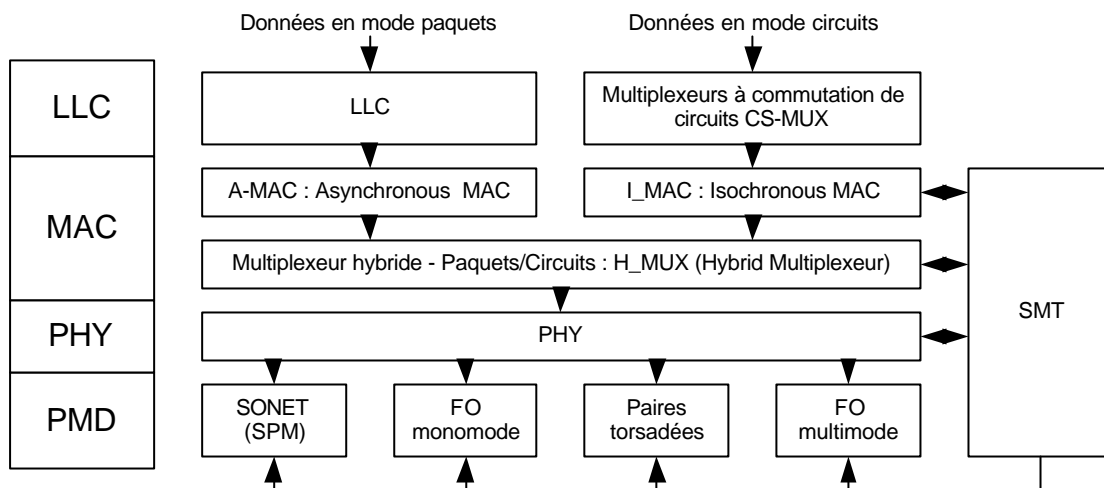 Données en mode paquets
Données en mode circuits
LLC
LLC
Multiplexeurs à commutation de
circuits CS-MUX
MAC
A-MAC : Asynchronous MAC
I_MAC : Isochronous MAC
Multiplexeur hybride - Paquets/Circuits : H_MUX (Hybrid Multiplexeur)
SMT
PHY
PHY
PMD
SONET
(SPM)
FO
monomode
Paires
torsadées
FO
multimode